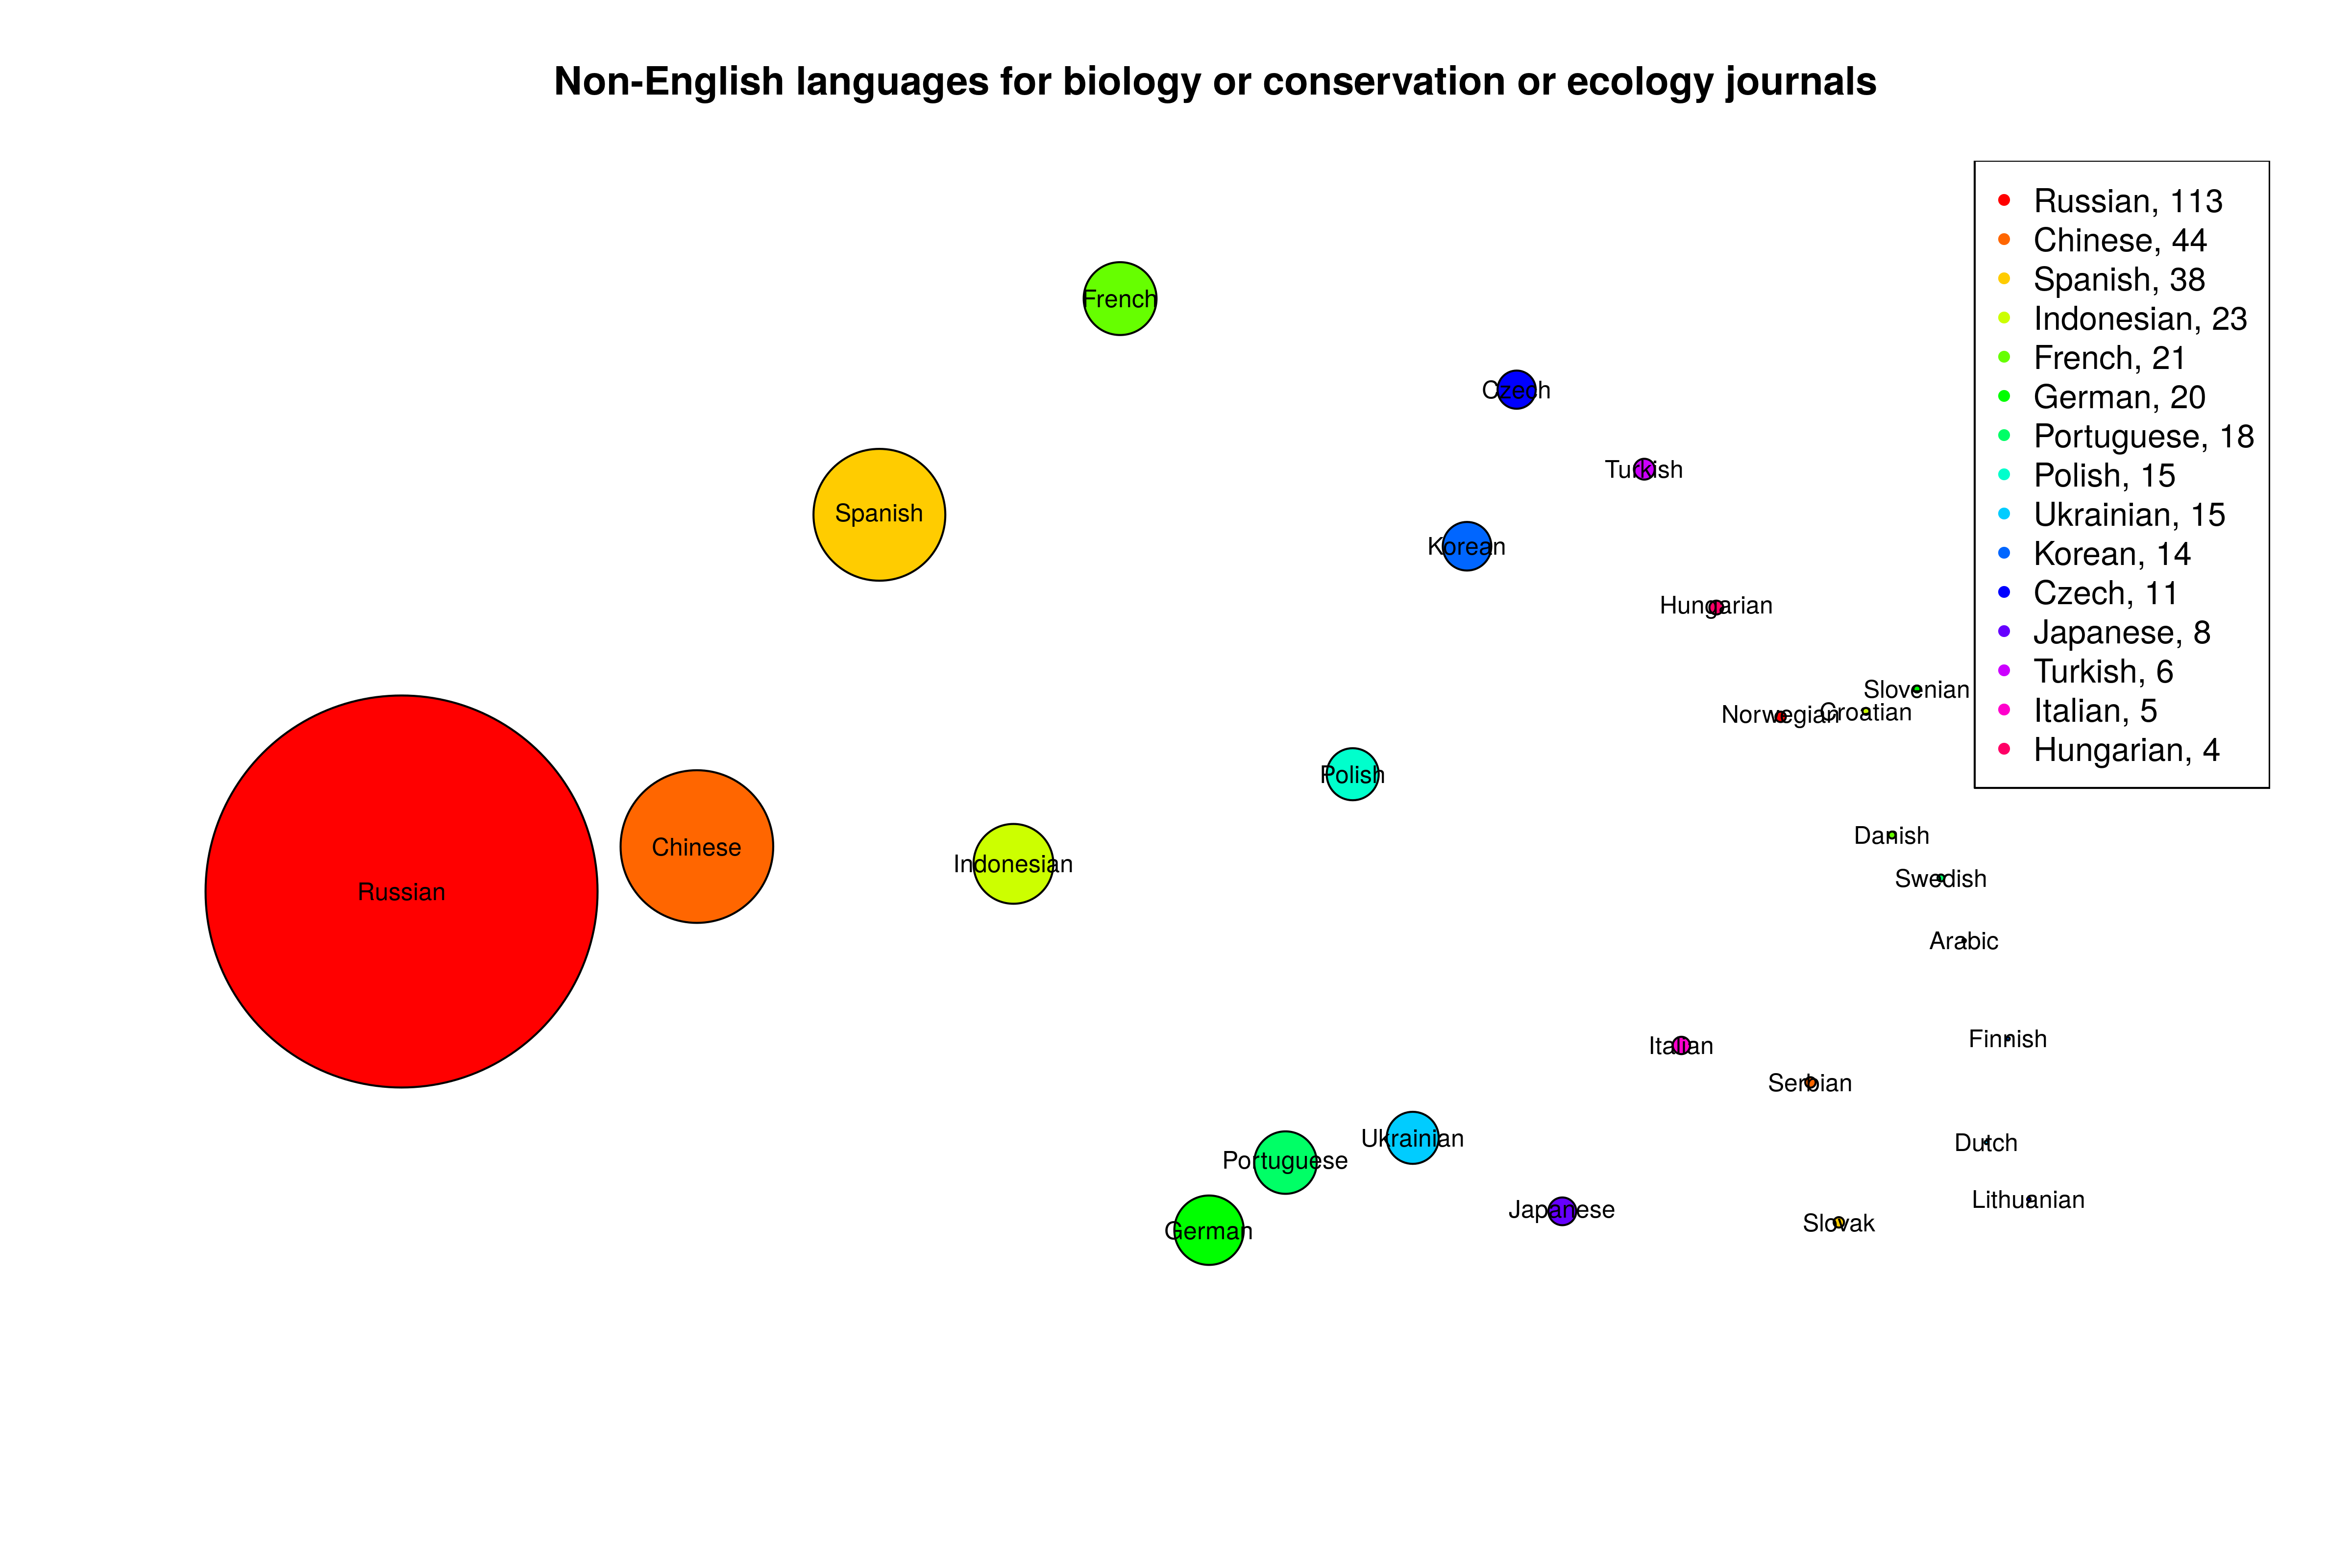 Non-English languages for biology or conservation or ecology journals
Russian, 113
Chinese, 44
Spanish, 38
Indonesian, 23
French, 21
German, 20
Portuguese, 18
Polish, 15
Ukrainian, 15
Korean, 14
Czech, 11
Japanese, 8
Turkish, 6
Italian, 5
Hungarian, 4
French
Czech
Turkish
Spanish
Korean
Hungarian
Slovenian
Norwegian
Croatian
Polish
Danish
Chinese
Indonesian
Swedish
Russian
Arabic
Finnish
Italian
Serbian
Ukrainian
Dutch
Portuguese
Lithuanian
Japanese
Slovak
German